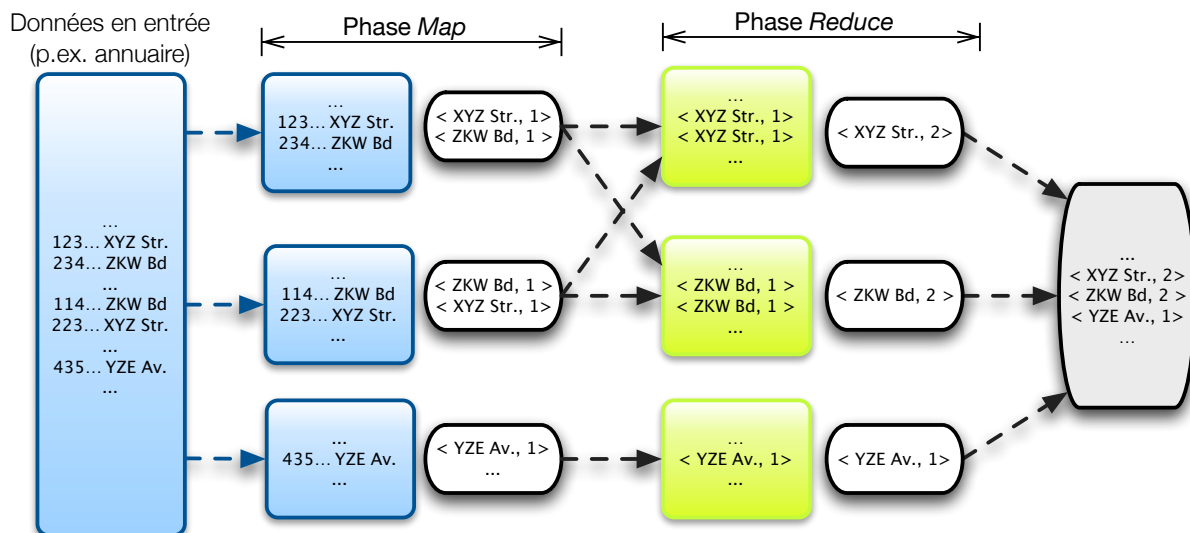 Données en entrée
(p.ex. annuaire)
Phase Map
Phase Reduce
...
123... XYZ Str.
234... ZKW Bd
...
114... ZKW Bd
223... XYZ Str.
...
435... YZE Av.
...
...
123... XYZ Str.
234... ZKW Bd
...
< XYZ Str., 1>
< ZKW Bd, 1 >
...
< XYZ Str., 1>
< XYZ Str., 1>
...
< XYZ Str., 2>
...
114... ZKW Bd
223... XYZ Str.
...
< ZKW Bd, 1 >
< XYZ Str., 1>
...
< ZKW Bd, 1 >
< ZKW Bd, 1 >
...
< ZKW Bd, 2 >
...
435... YZE Av.
...
< YZE Av., 1>
...
...
< YZE Av., 1>
...
< YZE Av., 1>
...
< XYZ Str., 2>
< ZKW Bd, 2 >
< YZE Av., 1>
...